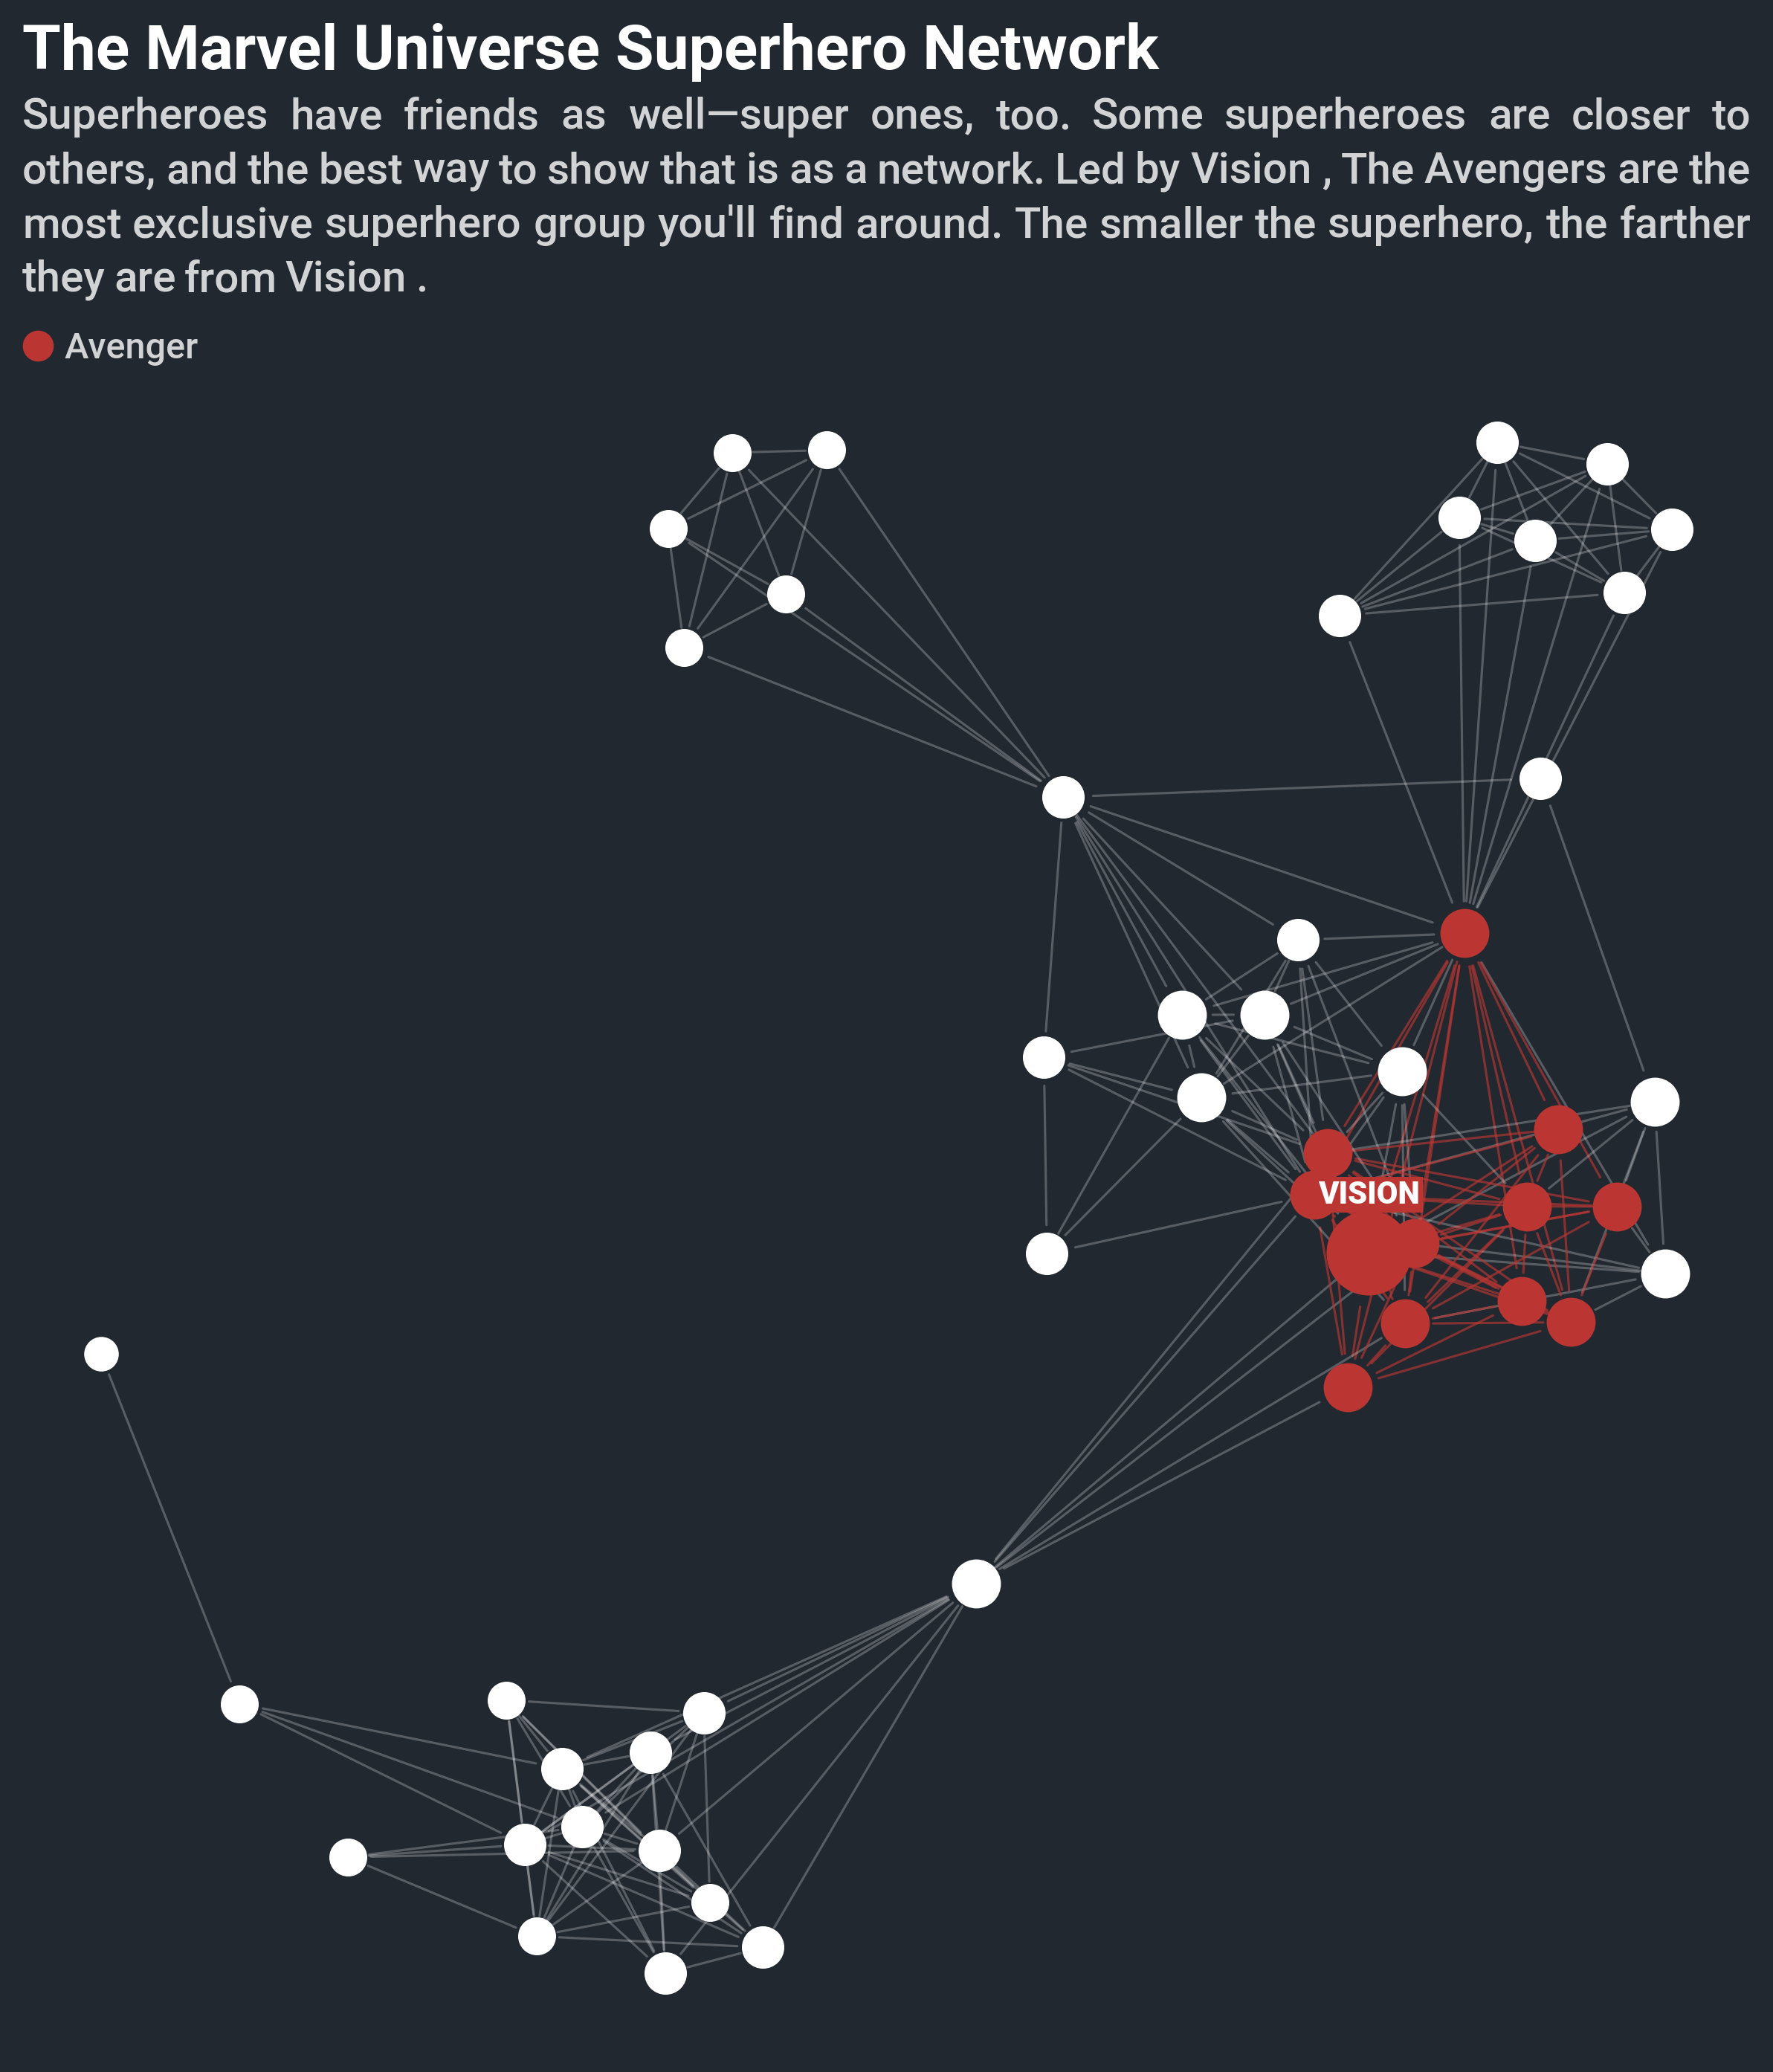 The Marvel Universe Superhero Network
Superheroes have friends as well—super ones, too. Some superheroes are closer to
others, and the best way to show that is as a network. Led by Vision , The Avengers are the
most exclusive superhero group you'll find around. The smaller the superhero, the farther
they are from Vision .
Avenger
VISION